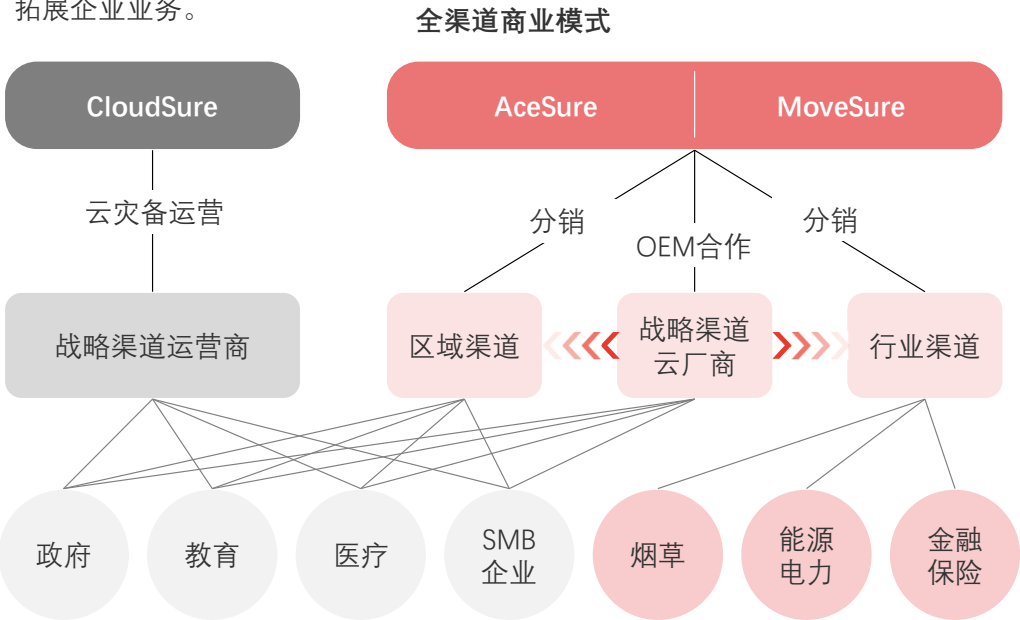 拓展企业业务。
全渠道商业模式
CloudSure
AceSure
MoveSure
云灾备运营
分销
OEM合作
分销
战略渠道运营商
区域渠道
战略渠道
云厂商
行业渠道
政府
教育
医疗
SMB
企业
烟草
能源
电力
金融
保险